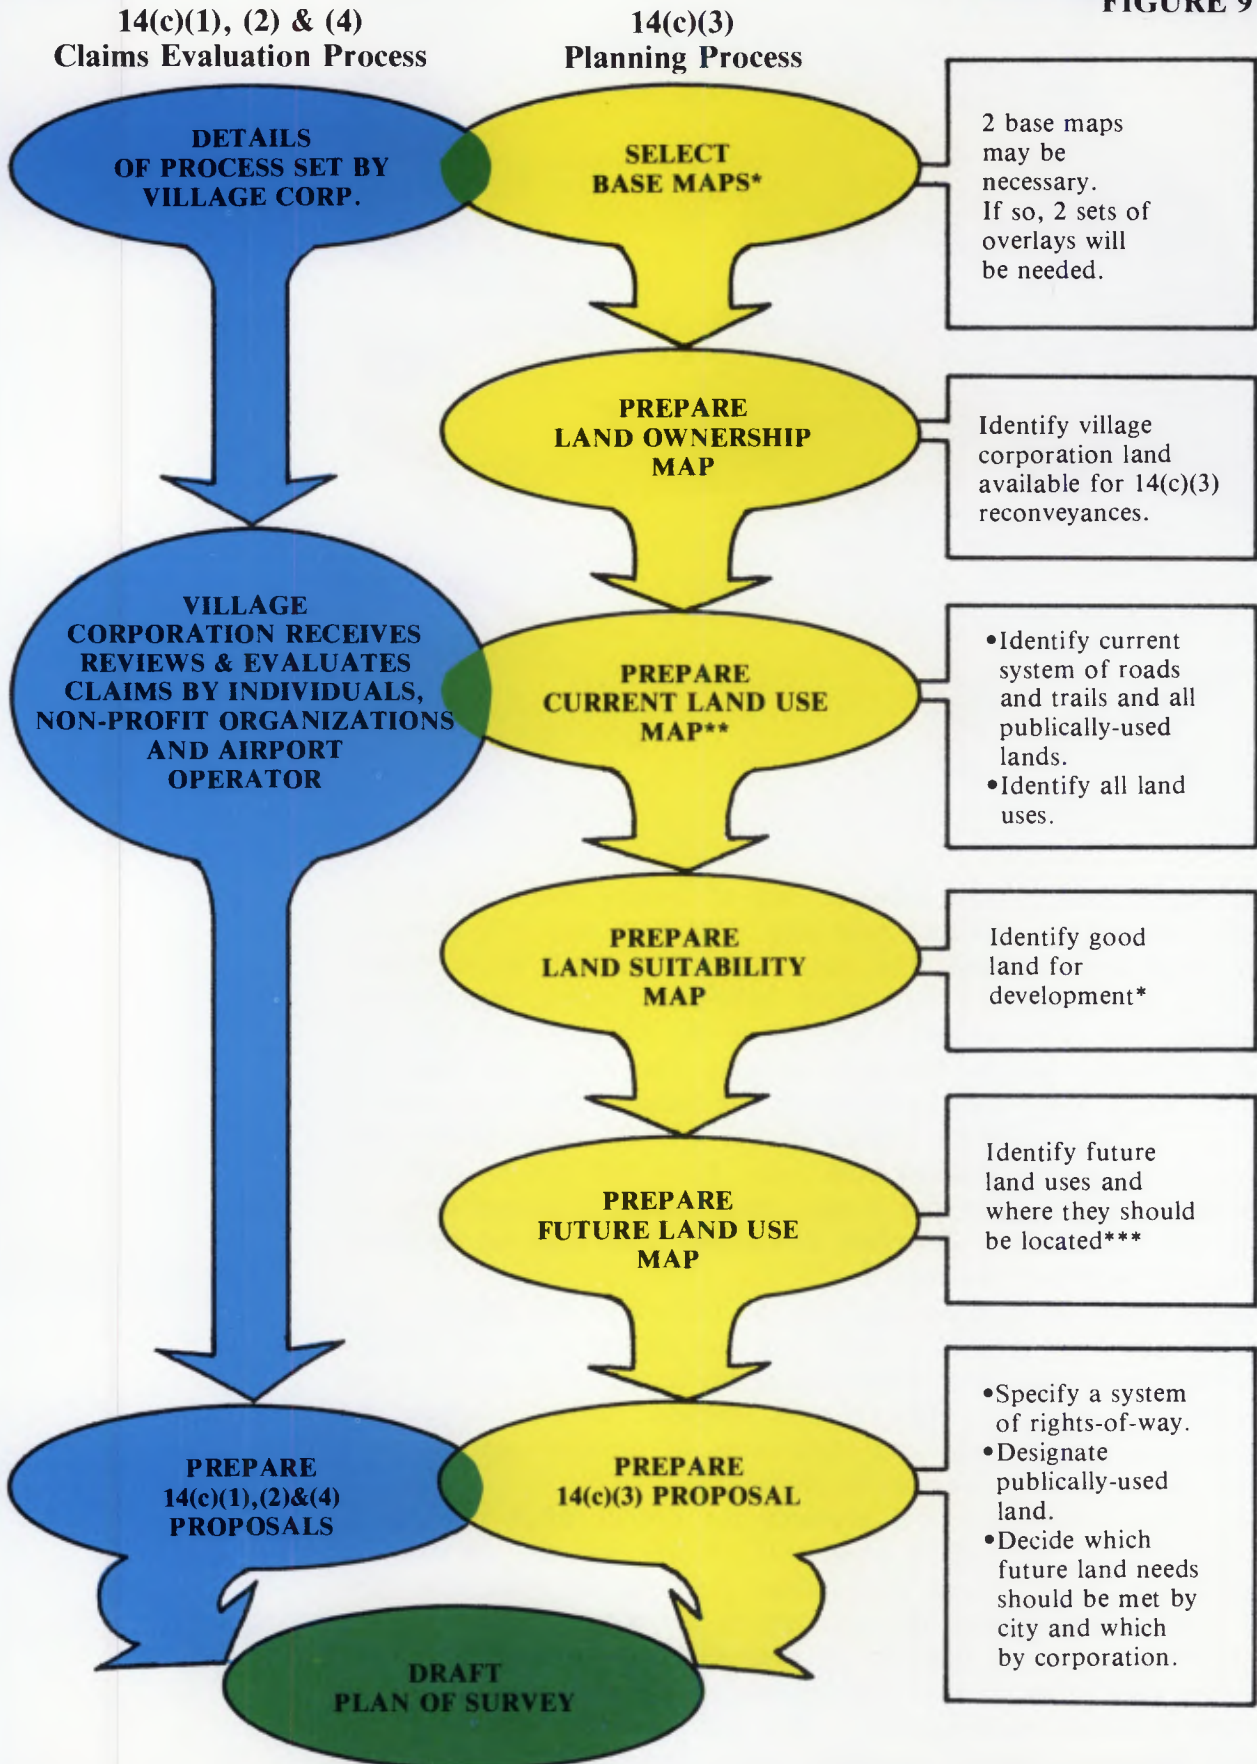 FIGURE 9
14(c)(1), (2) & (4)
Claims Evaluation Process
14(c)(3)
Planning Process
DETAILS
OF PROCESS SET BY
VILLAGE CORP.
SELECT
BASE MAPS*
2 base maps
may be
necessary.
If so, 2 sets of
overlays will
be needed.
PREPARE
LAND OWNERSHIP
MAP
Identify village
corporation land
available for 14(c)(3)
reconveyances.
VILLAGE
CORPORATION RECEIVES
REVIEWS & EVALUATES
CLAIMS BY INDIVIDUALS,
NON-PROFIT ORGANIZATIONS
AND AIRPORT
OPERATOR
PREPARE
CURRENT LAND USE
MAP**
•Identify current
system of roads
and trails and all
publically-used
lands.
•Identify all land
uses.
PREPARE
LAND SUITABILITY
MAP
Identify good
land for
development*
PREPARE
FUTURE LAND USE
MAP
Identify future
land uses and
where they should
be located***
PREPARE
14(c)(1),(2)&(4)
PROPOSALS
PREPARE
14(c)(3) PROPOSAL
•Specify a system
of rights-of-way.
•Designate
publically-used
land.
•Decide which
future land needs
should be met by
city and which
by corporation.
DRAFT
PLAN OF SURVEY